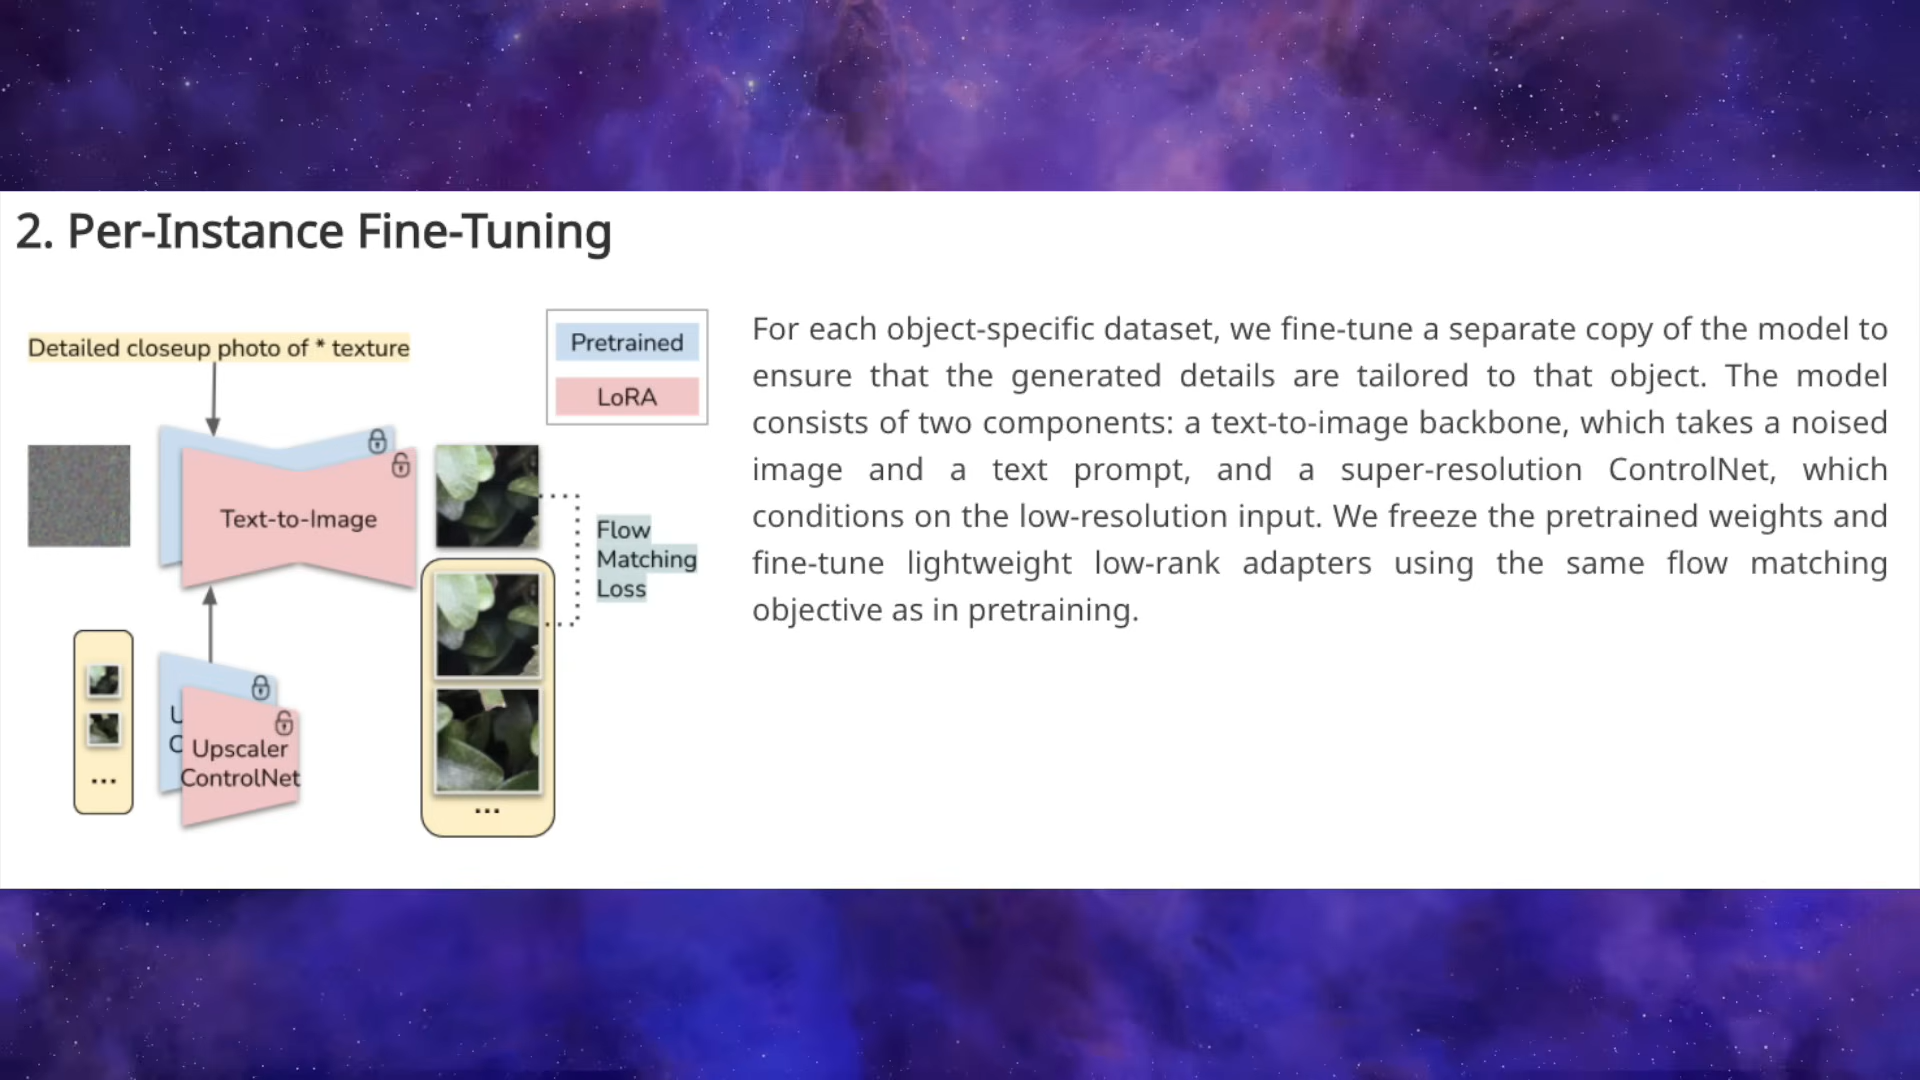 2. Per-Instance Fine-Tuning
Detailed closeup photo of * texture
Pretrained
LoRA
Text-to-Image
Flow
Matching
Loss
U
C
Upscaler
ControlNet
...
...
For each object-specific dataset, we fine-tune a separate copy of the model to
ensure that the generated details are tailored to that object. The model
consists of two components: a text-to-image backbone, which takes a noised
image and a text prompt, and a super-resolution ControlNet, which
conditions on the low-resolution input. We freeze the pretrained weights and
fine-tune lightweight low-rank adapters using the same flow matching
objective as in pretraining.